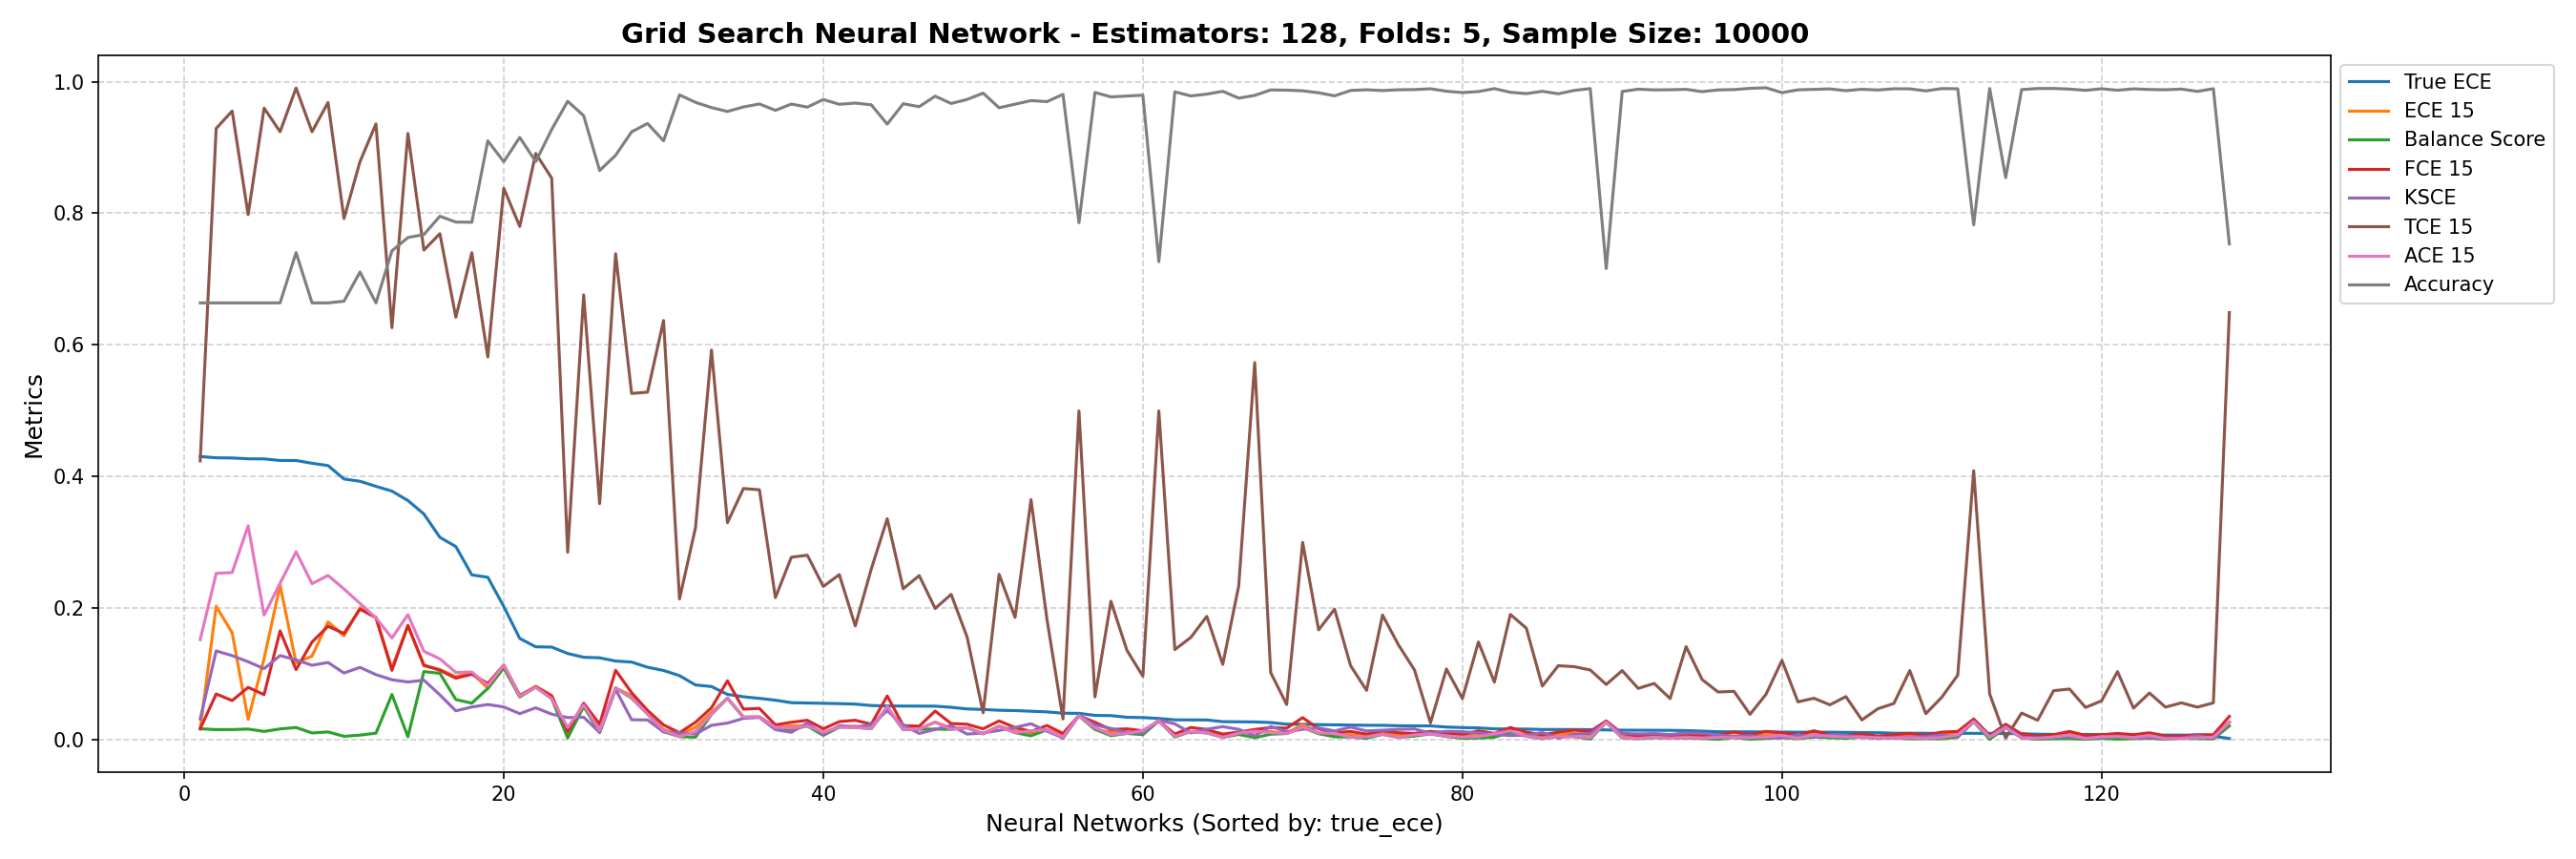 Grid Search Neural Network - Estimators: 128, Folds: 5, Sample Size: 10000
Metrics
1.0
0.8
0.6
0.4
0.2
0.0
0 20 40 60 80 100 120
Neural Networks (Sorted by: true_ece)
True ECE
ECE 15
Balance Score
FCE 15
KSCE
TCE 15
ACE 15
Accuracy